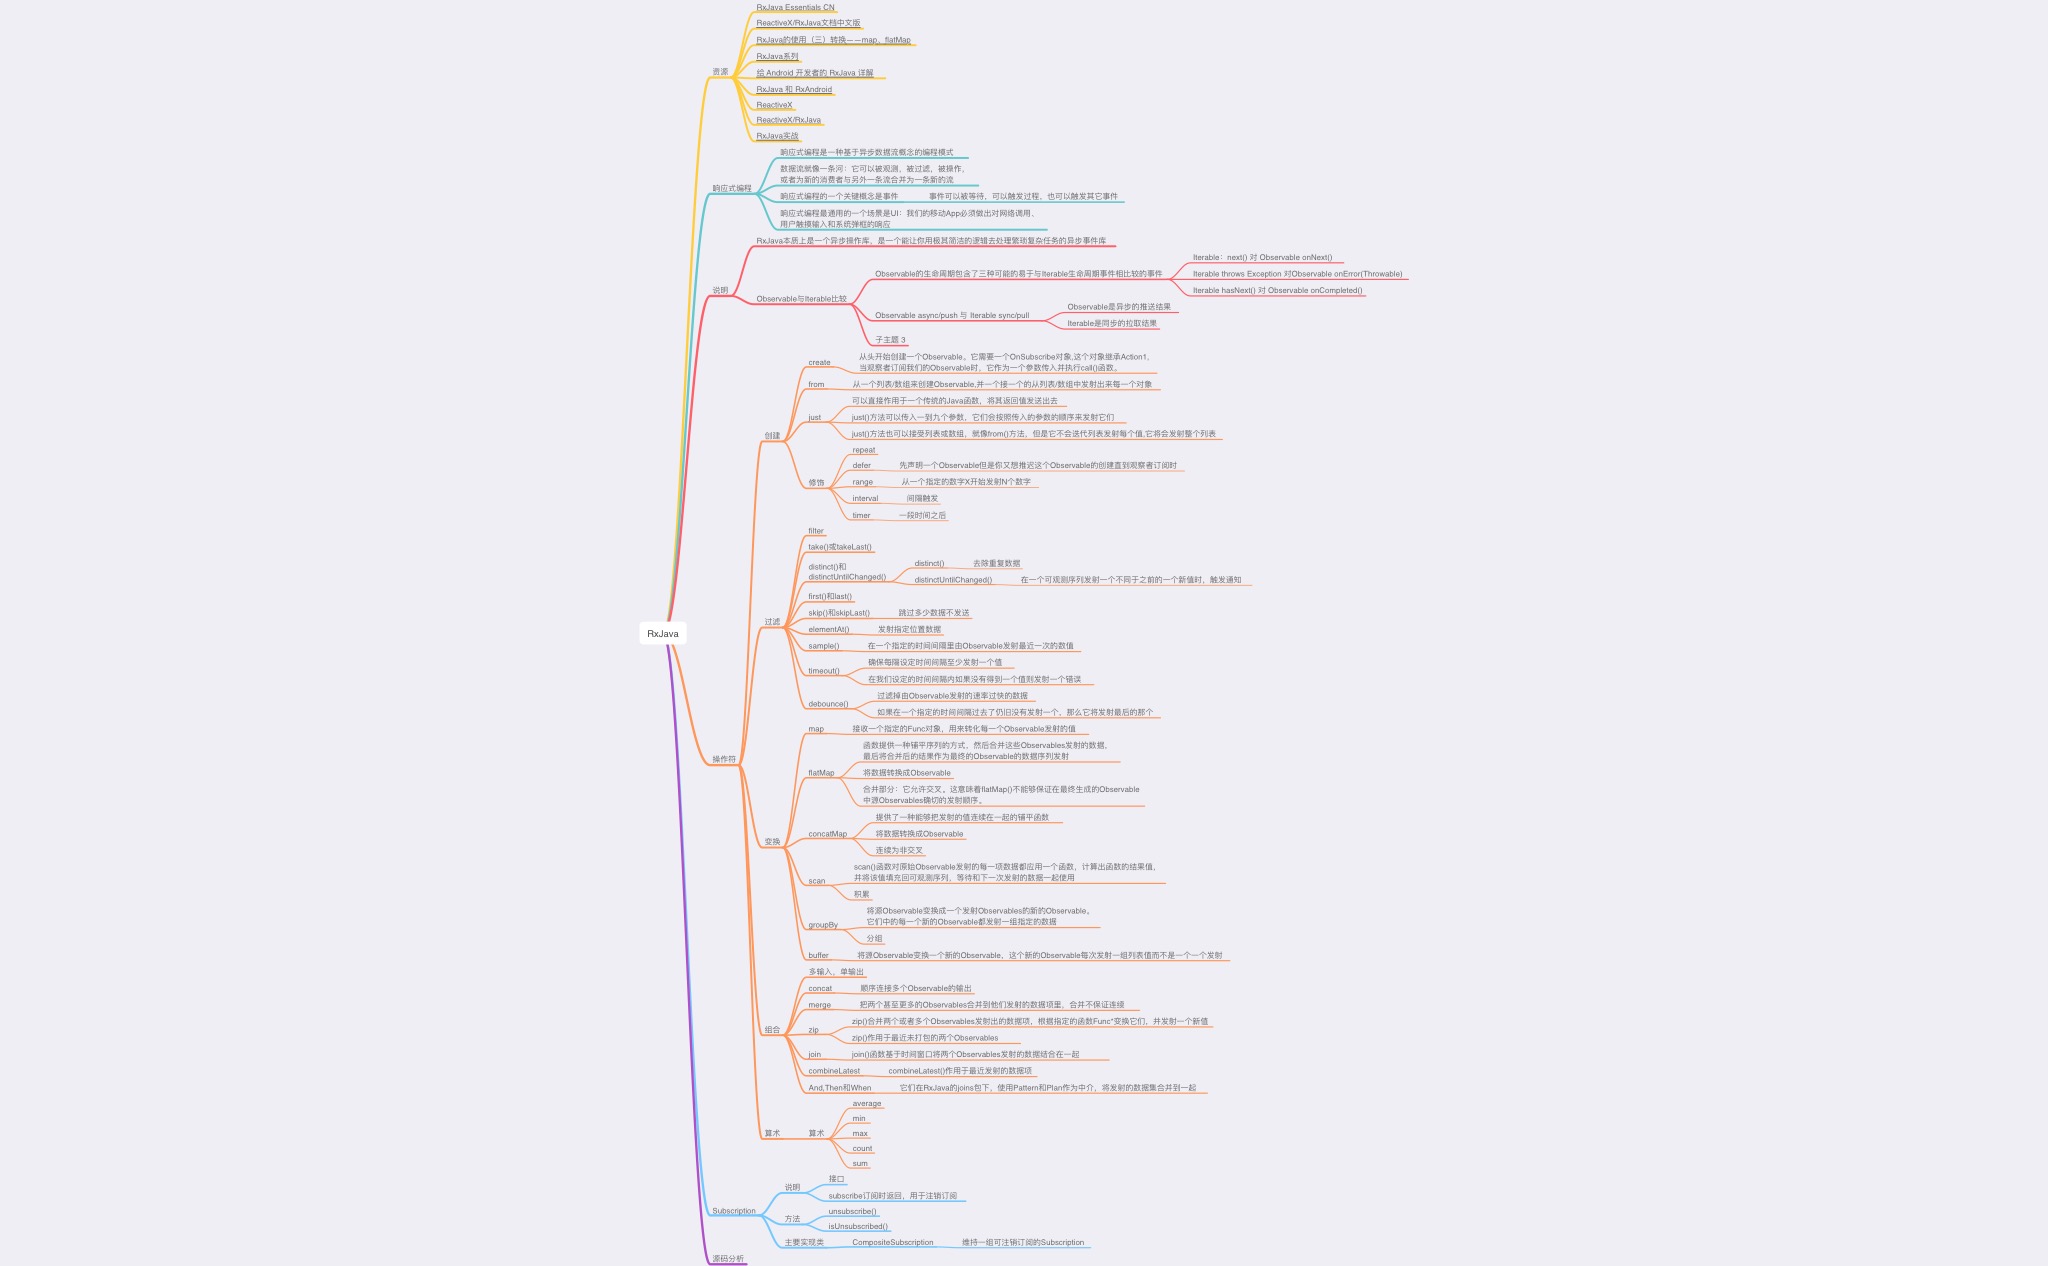 RxJava Essentials CN
ReactiveX/RxJava文档中文版
RxJava的使用（三）转换——map、flatMap
RxJava系列
资源
给 Android 开发者的 RxJava 详解
RxJava 和 RxAndroid
ReactiveX
ReactiveX/RxJava
RxJava实战
响应式编程是一种基于异步数据流概念的编程模式
数据流就像一条河：它可以被观测，被过滤，被操作，
或者为新的消费者与另外一条流合并为一条新的流
响应式编程
响应式编程的一个关键概念是事件
事件可以被等待，可以触发过程，也可以触发其它事件
响应式编程最通用的一个场景是UI：我们的移动App必须做出对网络调用、
用户触摸输入和系统弹框的响应
RxJava本质上是一个异步操作库，是一个能让你用极其简洁的逻辑去处理繁琐复杂任务的异步事件库
说明
Observable与Iterable比较
Observable的生命周期包含了三种可能的易于与Iterable生命周期事件相比较的事件
Iterable：next() 对 Observable onNext()
Iterable throws Exception 对Observable onError(Throwable)
Iterable hasNext() 对 Observable onCompleted()
Observable async/push 与 Iterable sync/pull
Observable是异步的推送结果
Iterable是同步的拉取结果
子主题 3
create
从头开始创建一个Observable。它需要一个OnSubscribe对象,这个对象继承Action1，
当观察者订阅我们的Observable时，它作为一个参数传入并执行call()函数。
from
从一个列表/数组来创建Observable,并一个接一个的从列表/数组中发射出来每一个对象
just
可以直接作用于一个传统的Java函数，将其返回值发送出去
just()方法可以传入一到九个参数，它们会按照传入的参数的顺序来发射它们
just()方法也可以接受列表或数组，就像from()方法，但是它不会迭代列表发射每个值,它将会发射整个列表
创建
修饰
repeat
defer
先声明一个Observable但是你又想推迟这个Observable的创建直到观察者订阅时
range
从一个指定的数字X开始发射N个数字
interval
间隔触发
timer
一段时间之后
filter
take()或takeLast()
distinct()和
distinctUntilChanged()
distinct()
去除重复数据
distinctUntilChanged()
在一个可观测序列发射一个不同于之前的一个新值时，触发通知
first()和last()
skip()和skipLast()
跳过多少数据不发送
过滤
elementAt()
发射指定位置数据
RxJava
sample()
在一个指定的时间间隔里由Observable发射最近一次的数值
timeout()
确保每隔设定时间间隔至少发射一个值
在我们设定的时间间隔内如果没有得到一个值则发射一个错误
debounce()
过滤掉由Observable发射的速率过快的数据
如果在一个指定的时间间隔过去了仍旧没有发射一个，那么它将发射最后的那个
操作符
map
接收一个指定的Func对象，用来转化每一个Observable发射的值
flatMap
函数提供一种铺平序列的方式，然后合并这些Observables发射的数据，
最后将合并后的结果作为最终的Observable的数据序列发射
将数据转换成Observable
合并部分：它允许交叉。这意味着flatMap()不能够保证在最终生成的Observable
中源Observables确切的发射顺序。
变换
concatMap
提供了一种能够把发射的值连续在一起的铺平函数
将数据转换成Observable
连续为非交叉
scan
scan()函数对原始Observable发射的每一项数据都应用一个函数，计算出函数的结果值，
并将该值填充回可观测序列，等待和下一次发射的数据一起使用
积累
groupBy
将源Observable变换成一个发射Observables的新的Observable。
它们中的每一个新的Observable都发射一组指定的数据
分组
buffer
将源Observable变换一个新的Observable，这个新的Observable每次发射一组列表值而不是一个一个发射
多输入，单输出
concat
顺序连接多个Observable的输出
merge
把两个甚至更多的Observables合并到他们发射的数据项里，合并不保证连续
组合
zip
zip()合并两个或者多个Observables发射出的数据项，根据指定的函数Func*变换它们，并发射一个新值
zip()作用于最近未打包的两个Observables
join
join()函数基于时间窗口将两个Observables发射的数据结合在一起
combineLatest
combineLatest()作用于最近发射的数据项
And,Then和When
它们在RxJava的joins包下，使用Pattern和Plan作为中介，将发射的数据集合并到一起
算术
算术
average
min
max
count
sum
Subscription
说明
接口
subscribe订阅时返回，用于注销订阅
方法
unsubscribe()
isUnsubscribed()
主要实现类
CompositeSubscription
维持一组可注销订阅的Subscription
源码分析